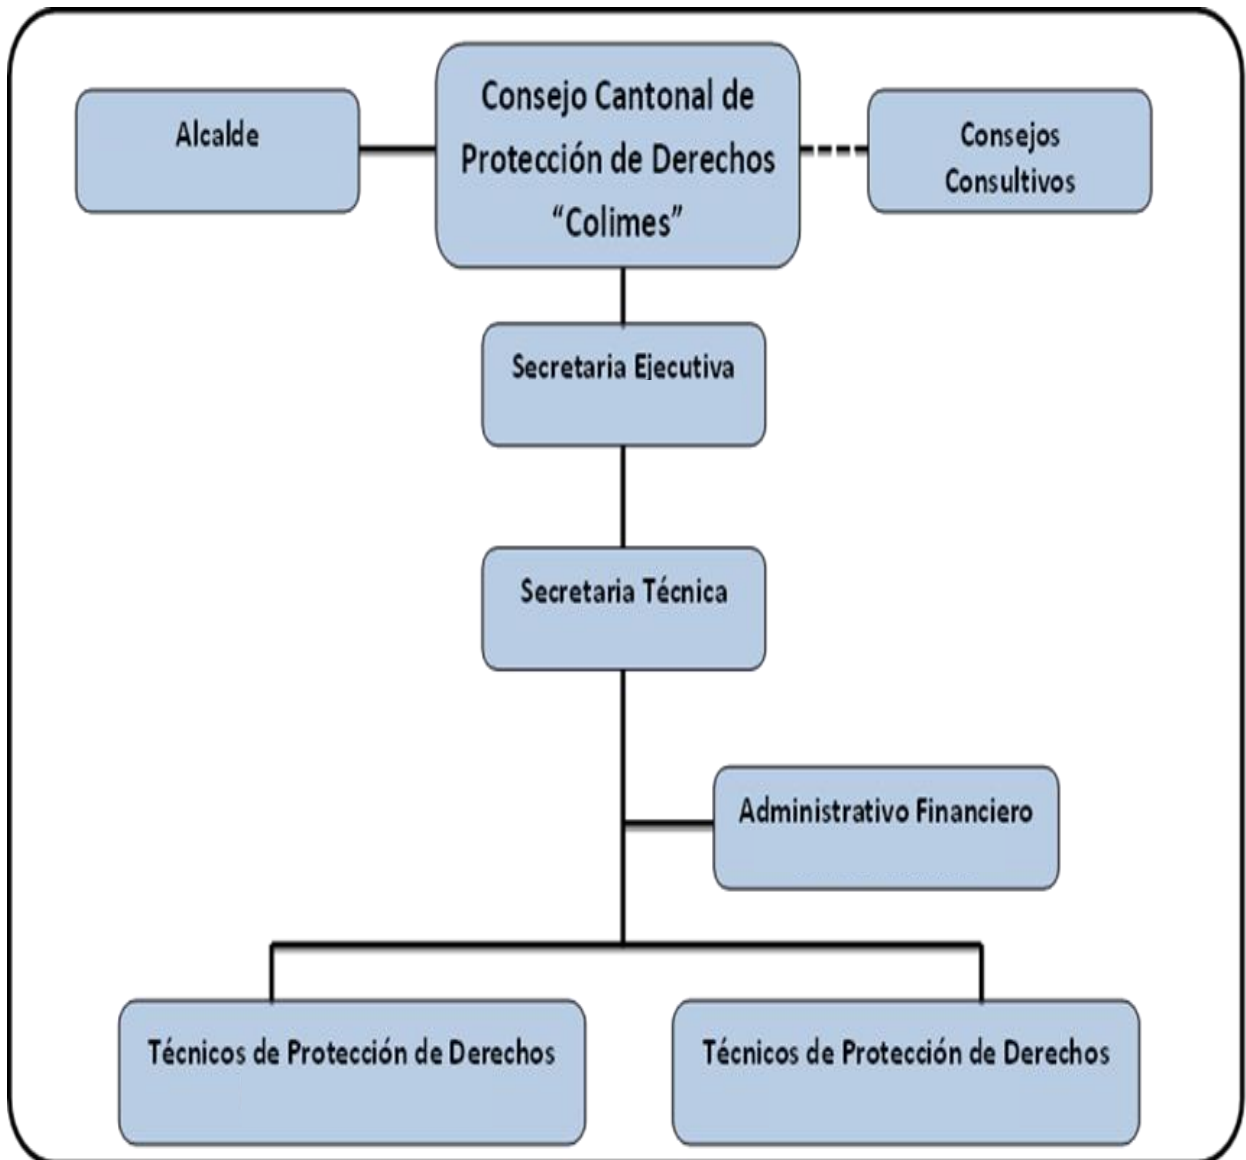 Alcalde
Consejo Cantonal de
Protección de Derechos
“Colimes”
Consejos
Consultivos
Secretaria Ejecutiva
Secretaria Técnica
Administrativo Financiero
Técnicos de Protección de Derechos
Técnicos de Protección de Derechos